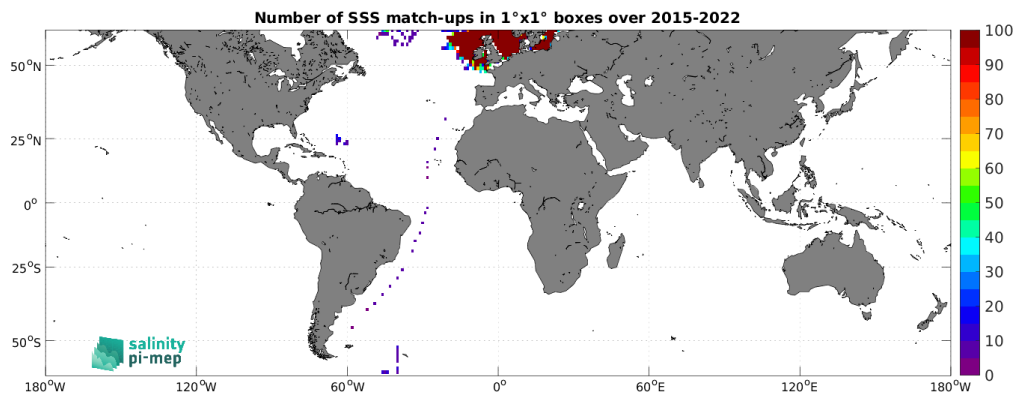 Number of SSS match-ups in 1°x1° boxes over 2015-2022
50°N
25°N
0°
25°S
50°S
180°W
120°W
60°W
0°
60°E
120°E
180°W
100
90
80
70
60
50
40
30
20
10
0
salinity
pi-mep